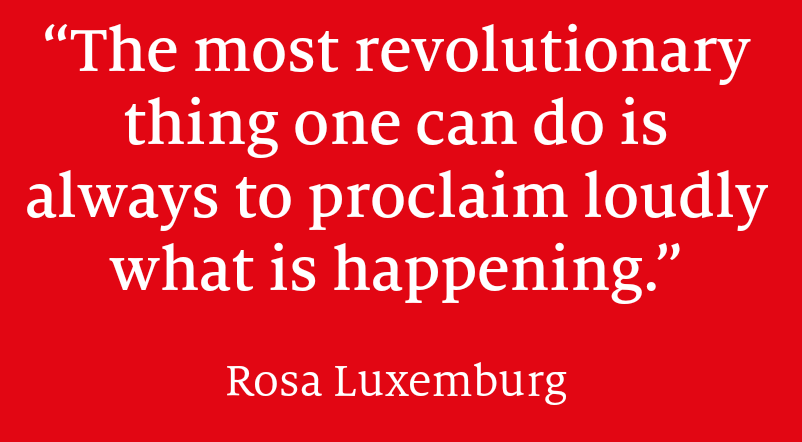 “The most revolutionary
thing one can do is
always to proclaim loudly
what is happening.”
Rosa Luxemburg